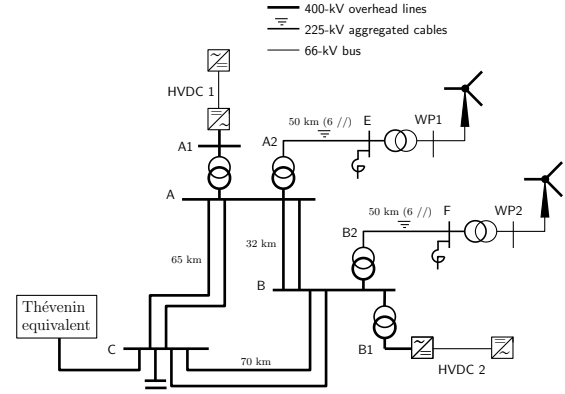 400-kV overhead lines
225-kV aggregated cables
66-kV bus
HVDC 1
50 km (6 //)
E
WP1
A1
A2
A
50 km (6 //)
F
WP2
B2
65 km
32 km
B
Thévenin
equivalent
C
70 km
B1
HVDC 2